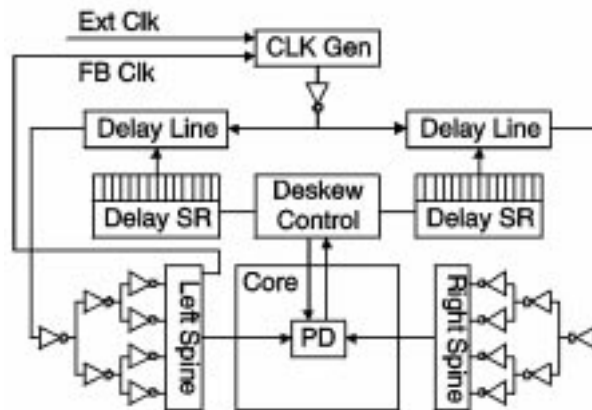 Ext Clk
CLK Gen
FB Clk
Delay Line
Delay Line
Delay SR
Deskew
Control
Delay SR
Left Spine
Core
PD
Right Spine